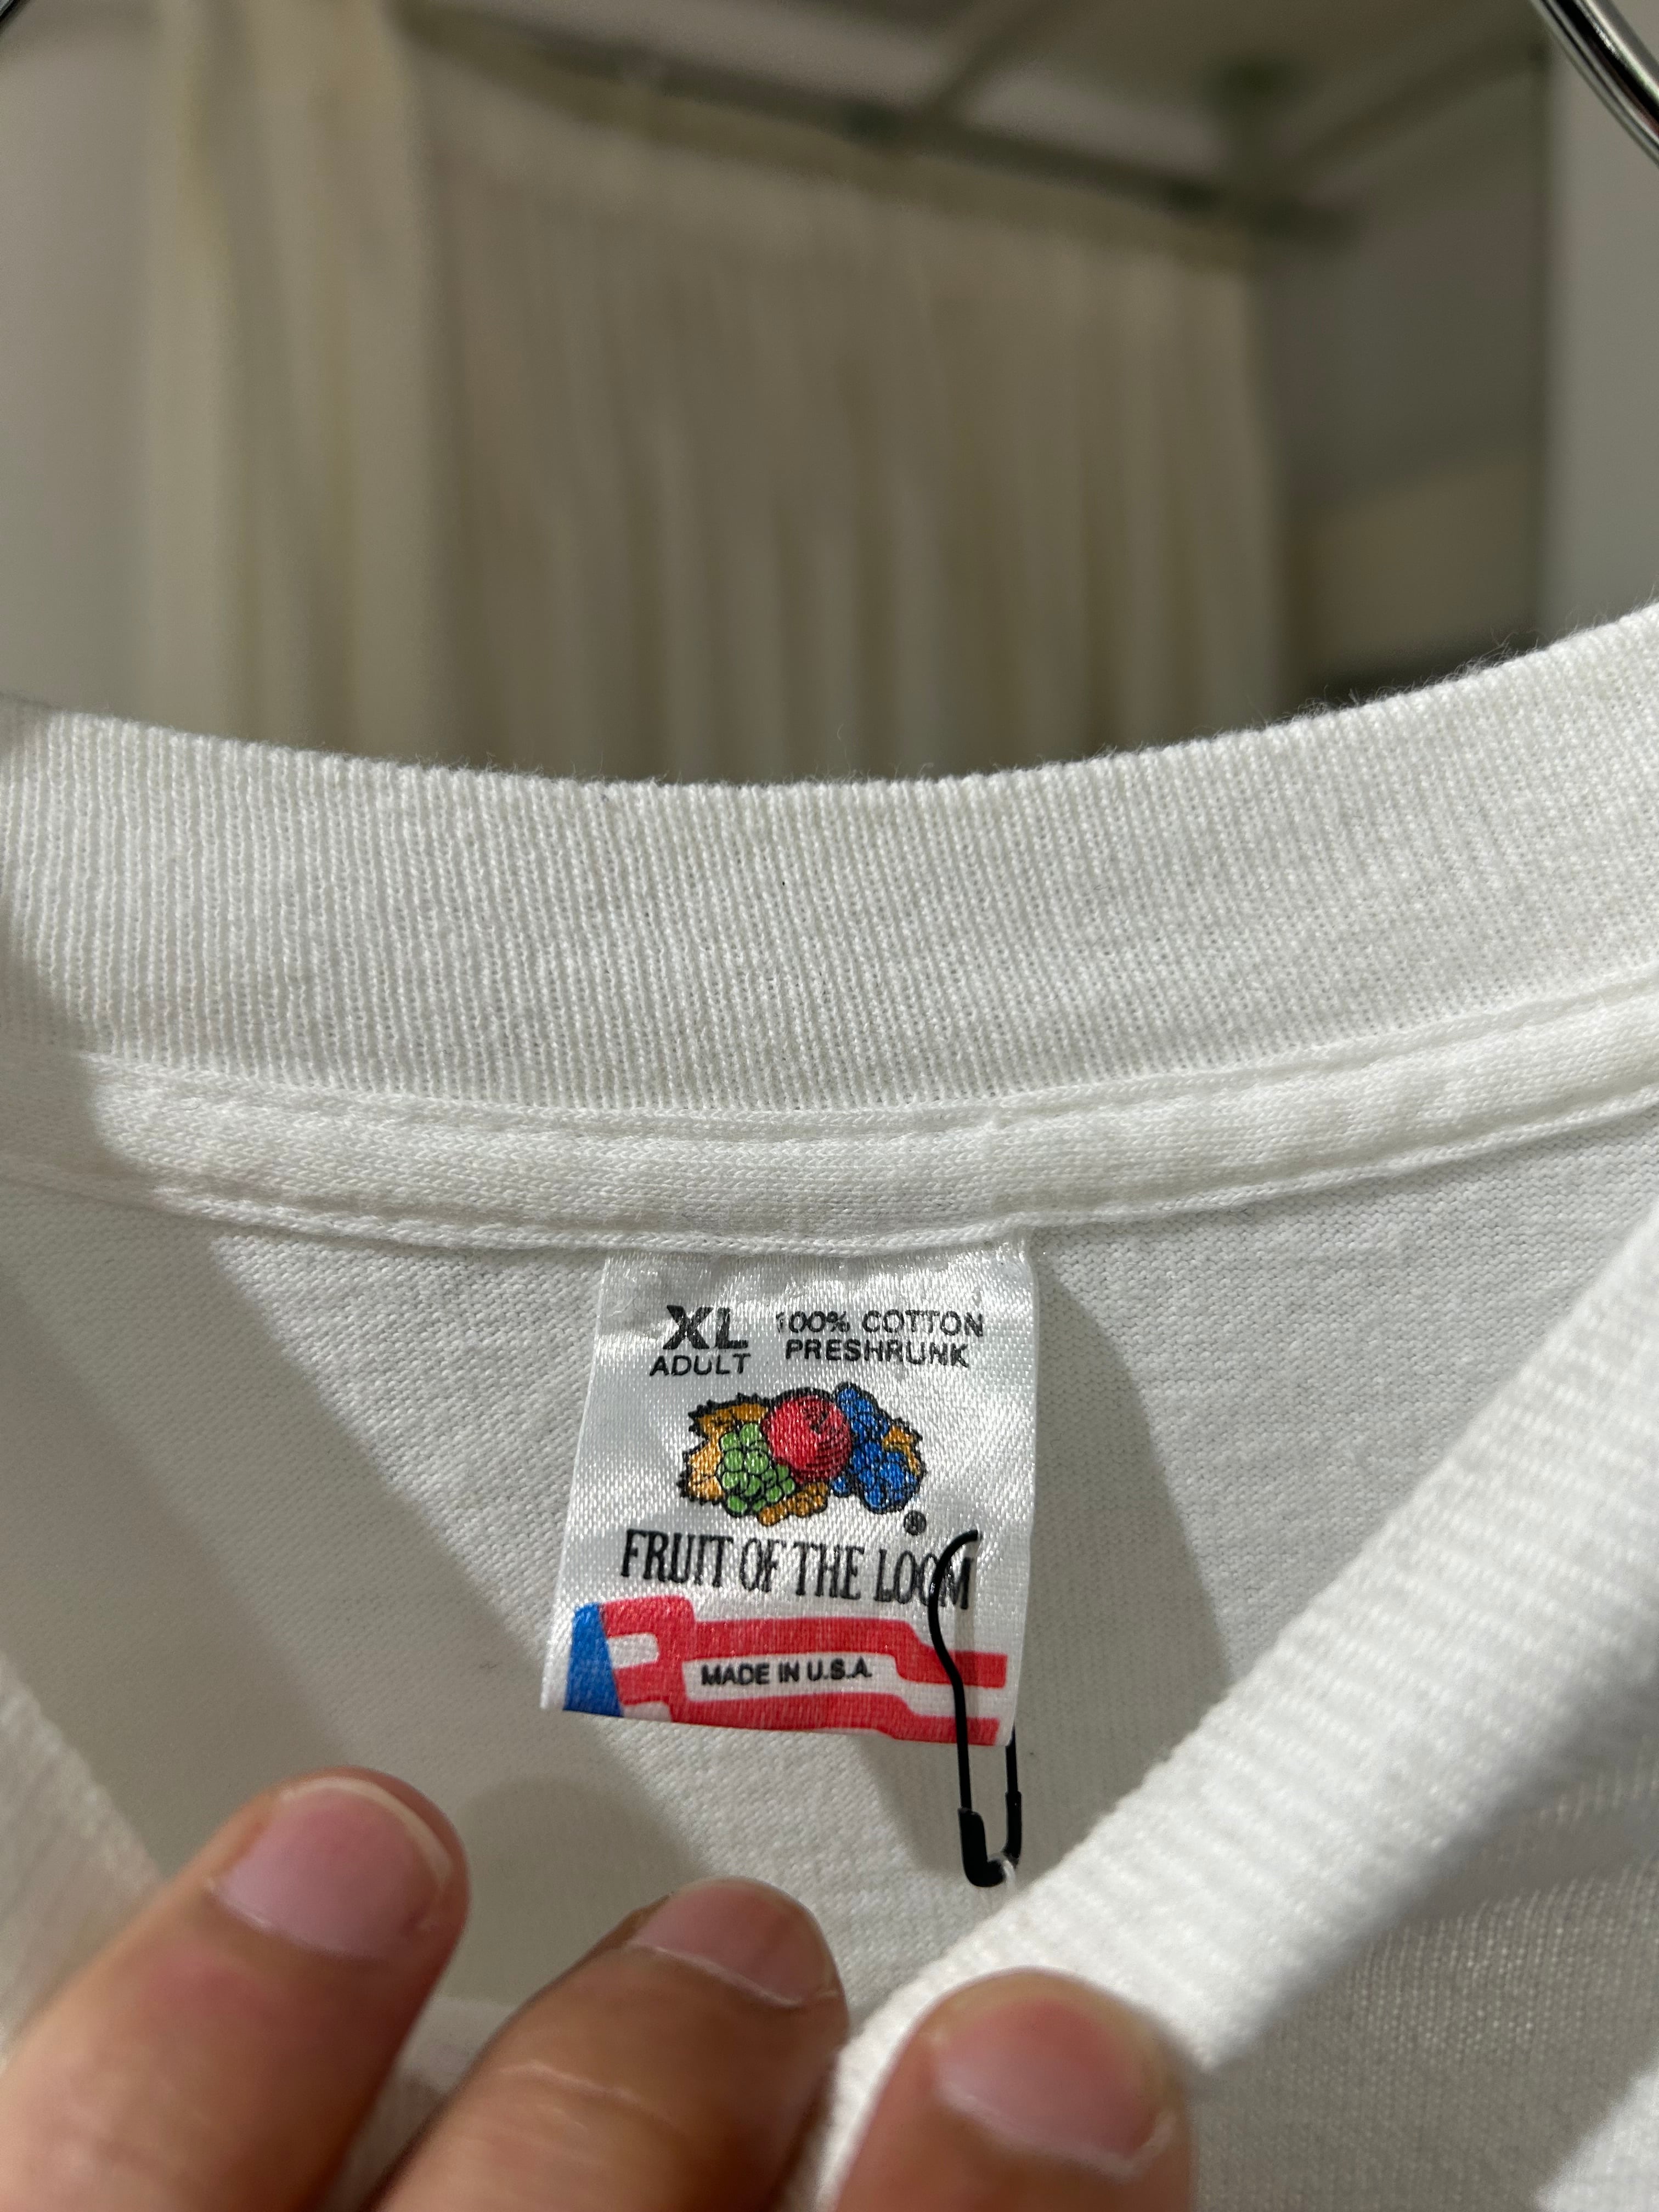 XL 100% COTTON
ADULT PRESHRUNK
®
FRUIT OF THE LOOM
MADE IN U.S.A.